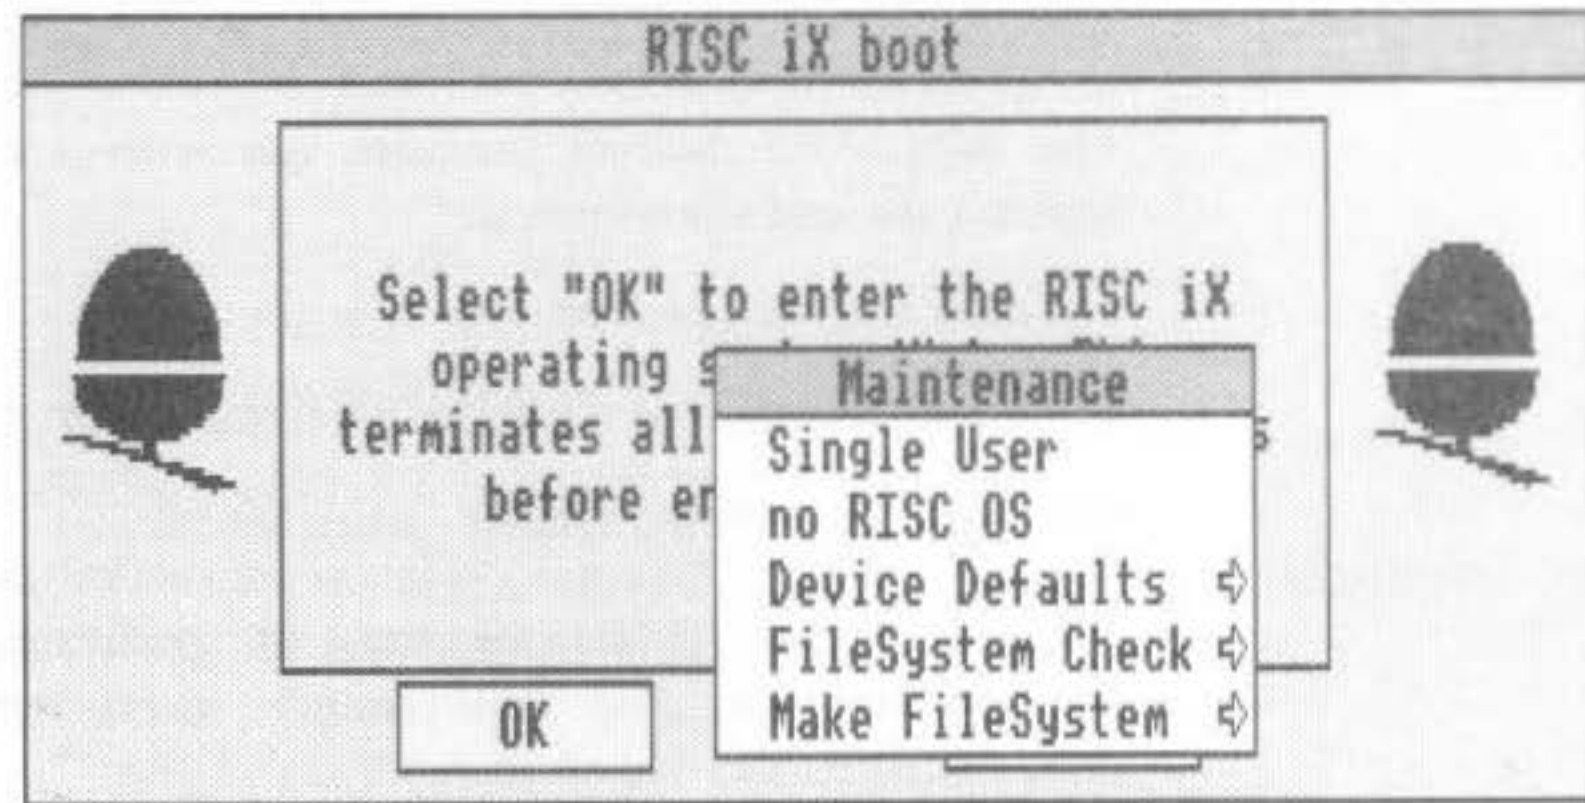 RISC iX boot
Select "OK" to enter the RISC iX
operating
terminates all
before
Maintenance
Single User
no RISC OS
Device Defaults
FileSystem Check
Make FileSystem
OK